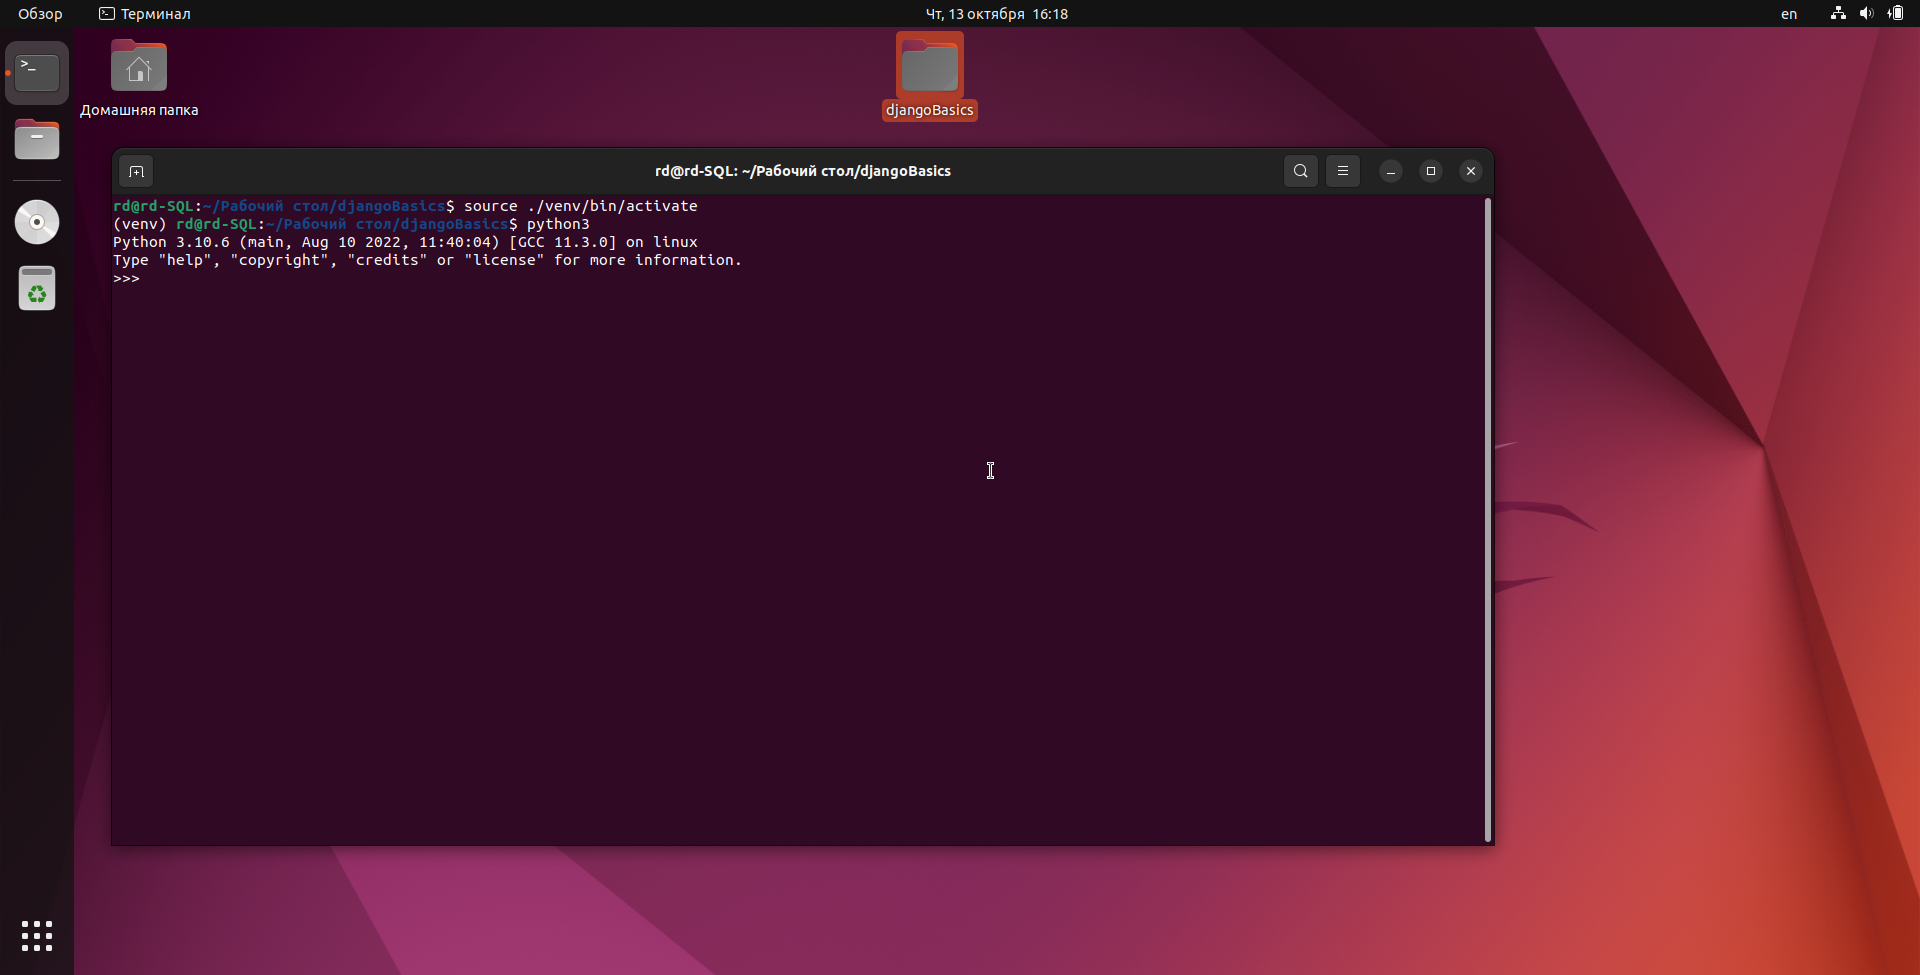 Обзор
Терминал
Чт, 13 октября 16:18
en
Домашняя папка
djangoBasics
rd@rd-SQL: ~/Рабочий стол/djangoBasics
rd@rd-SQL:~/Рабочий стол/djangoBasics$ source ./venv/bin/activate
(venv) rd@rd-SQL:~/Рабочий стол/djangoBasics$ python3
Python 3.10.6 (main, Aug 10 2022, 11:40:04) [GCC 11.3.0] on linux
Type "help", "copyright", "credits" or "license" for more information.
>>>